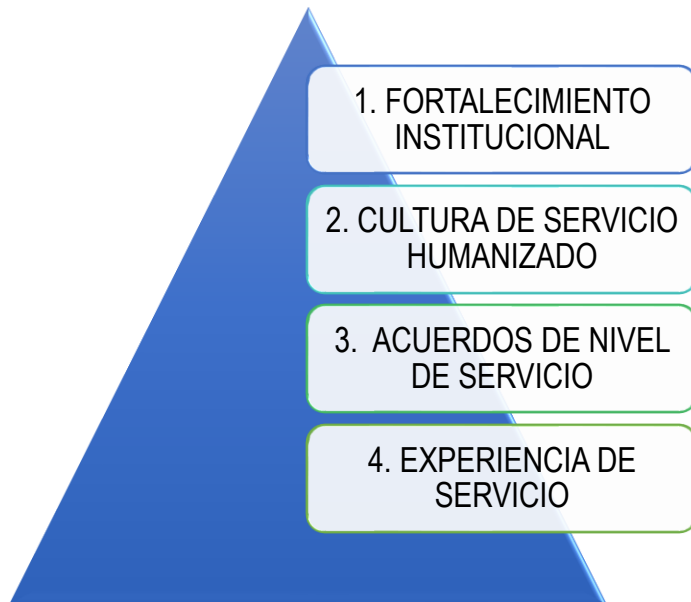 1. FORTALECIMIENTO
INSTITUCIONAL
2. CULTURA DE SERVICIO
HUMANIZADO
3. ACUERDOS DE NIVEL
DE SERVICIO
4. EXPERIENCIA DE
SERVICIO